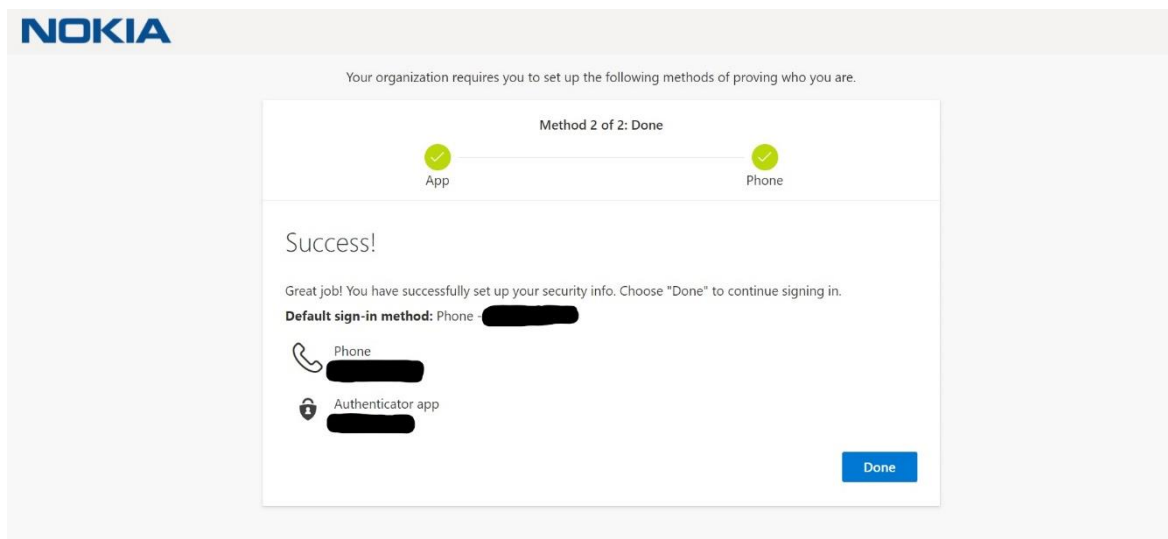 NOKIA
Your organization requires you to set up the following methods of proving who you are.
Method 2 of 2: Done
App
Phone
Success!
Great job! You have successfully set up your security info. Choose "Done" to continue signing in.
Default sign-in method: Phone -
Phone
Authenticator app
Done